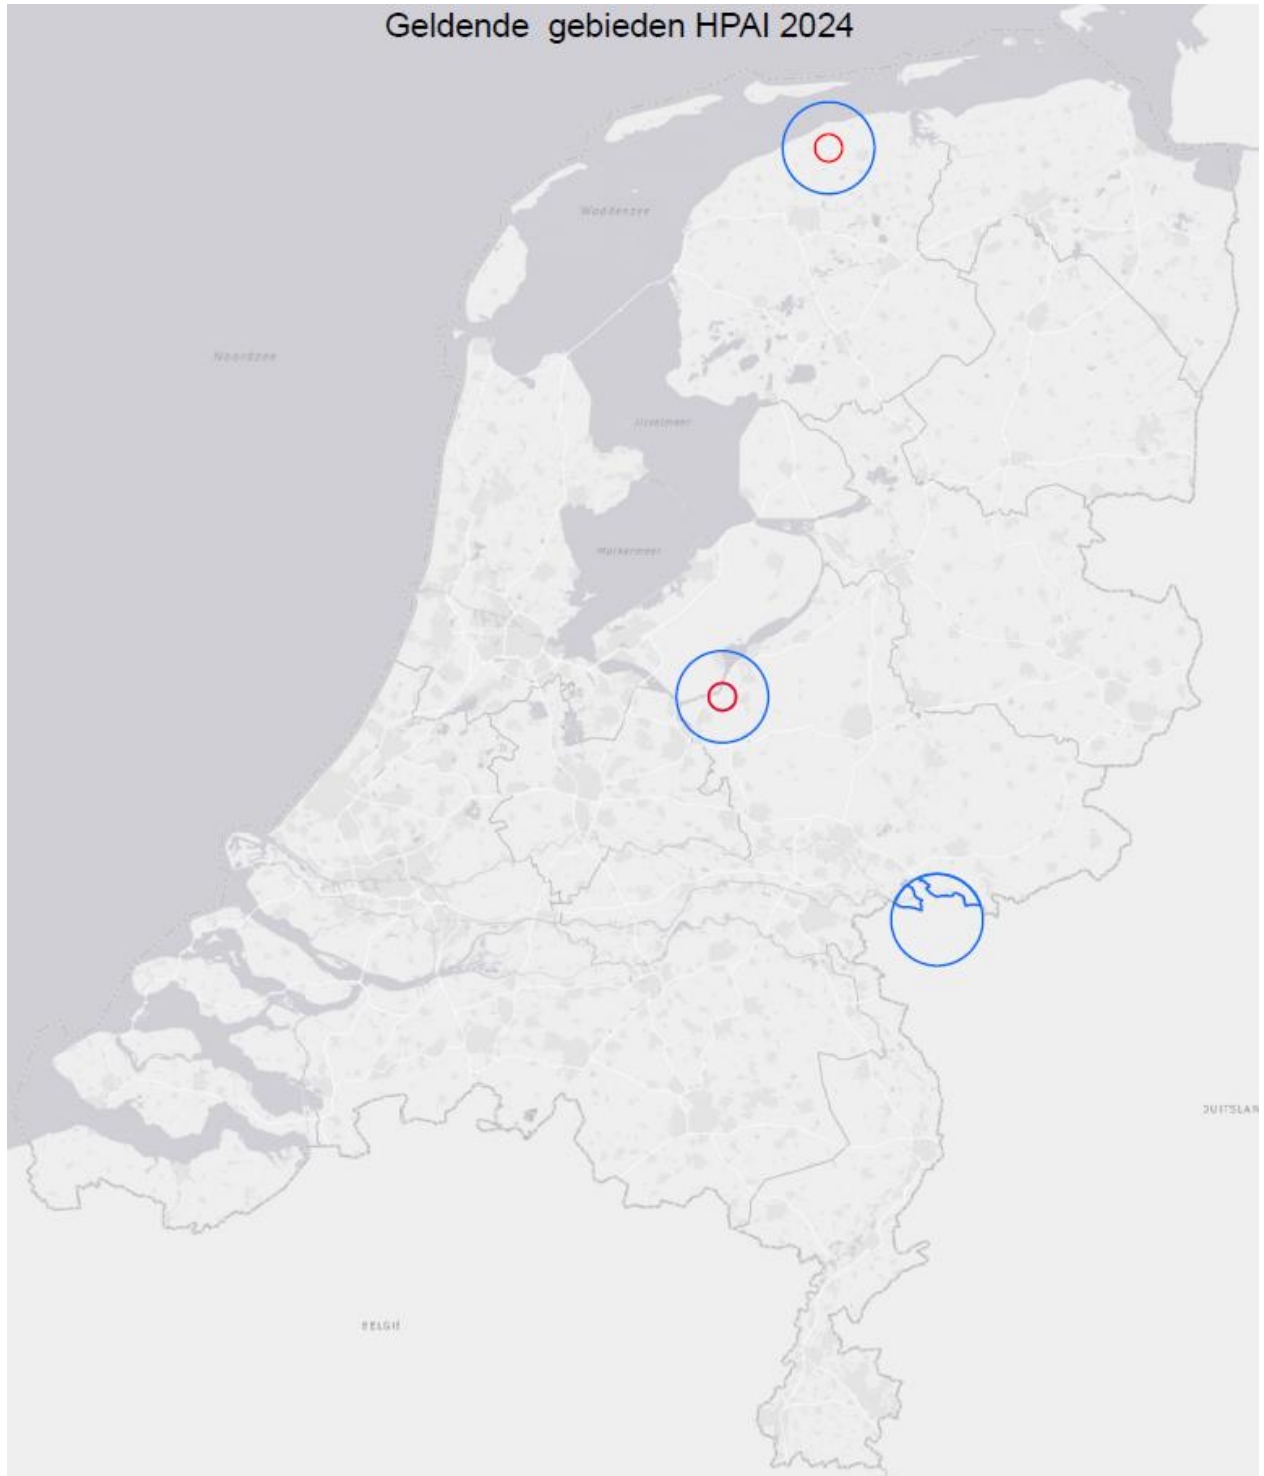 Geldende gebieden HPAI 2024
Waddenzee
Noordzee
IJsselmeer
Markermeer
DUITSLAN
BELGIË